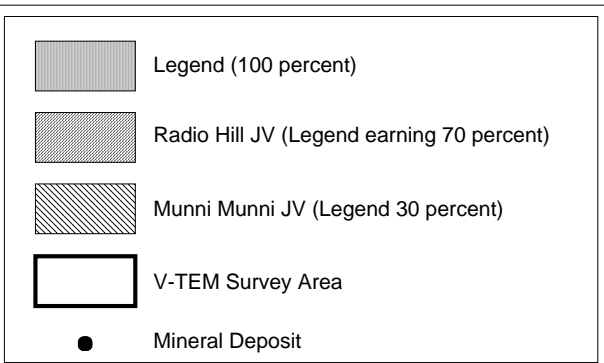 Legend (100 percent)
Radio Hill JV (Legend earning 70 percent)
Munni Munni JV (Legend 30 percent)
V-TEM Survey Area
Mineral Deposit